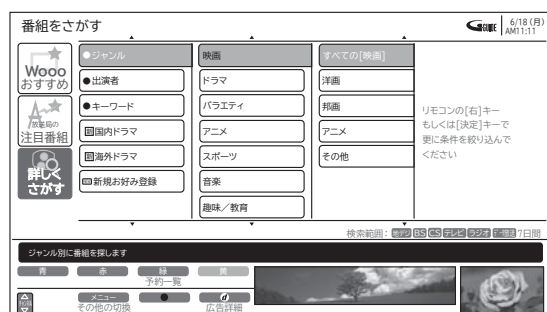 番組をさがす
G-GUIDE 6/18 (月)
AM11:11
Wooo
おすすめ
放送局の
注目番組
詳しく
さがす
●ジャンル
●出演者
●キーワード
国内ドラマ
海外ドラマ
新規お好み登録
映画
ドラマ
バラエティ
アニメ
スポーツ
音楽
趣味／教育
すべての[映画]
洋画
邦画
アニメ
その他
リモコンの[右]キー
もしくは[決定]キーで
更に条件を絞り込んで
ください
検索範囲： 地デジ BS CS テレビ ラジオ 7日間
ジャンル別に番組を探します
青 赤 緑 黄
予約一覧
メニュー ● d
その他の切換 広告詳細